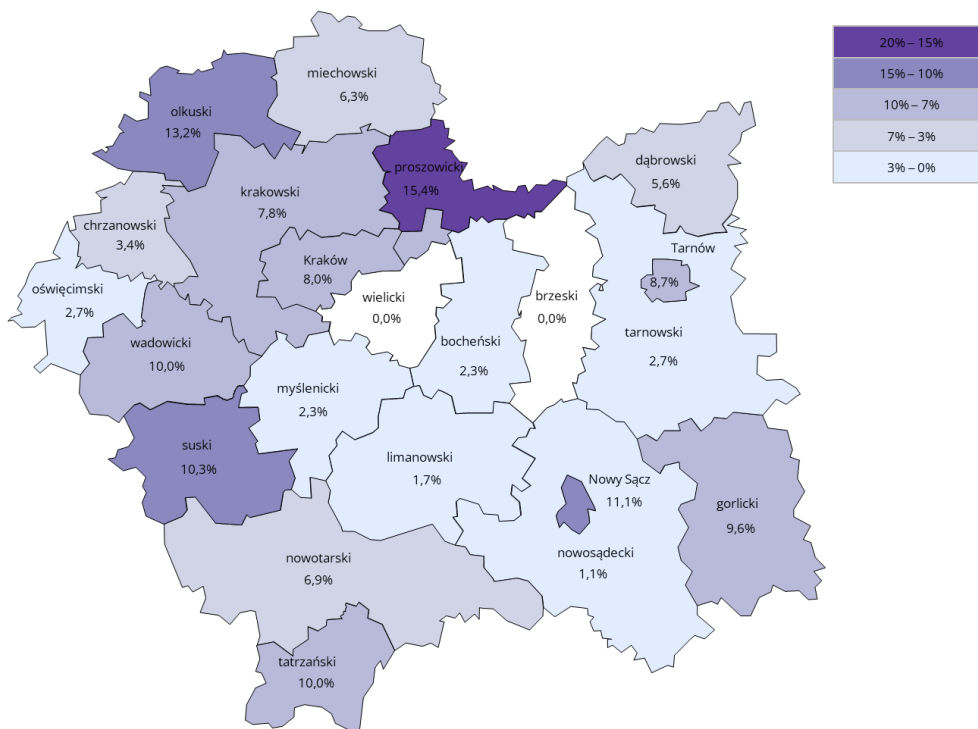 miechowski
6,3%
olkuski
13,2%
proszowicki
15,4%
dąbrowski
5,6%
krakowski
7,8%
chrzanowski
3,4%
Tarnów
8,7%
Kraków
8,0%
oświęcimski
2,7%
wielicki
0,0%
brzeski
0,0%
tarnowski
2,7%
wadowicki
10,0%
bocheński
2,3%
myślenicki
2,3%
suski
10,3%
limanowski
1,7%
Nowy Sącz
11,1%
gorlicki
9,6%
nowotarski
6,9%
nowosądecki
1,1%
tatrzański
10,0%
20% – 15%
15% – 10%
10% – 7%
7% – 3%
3% – 0%